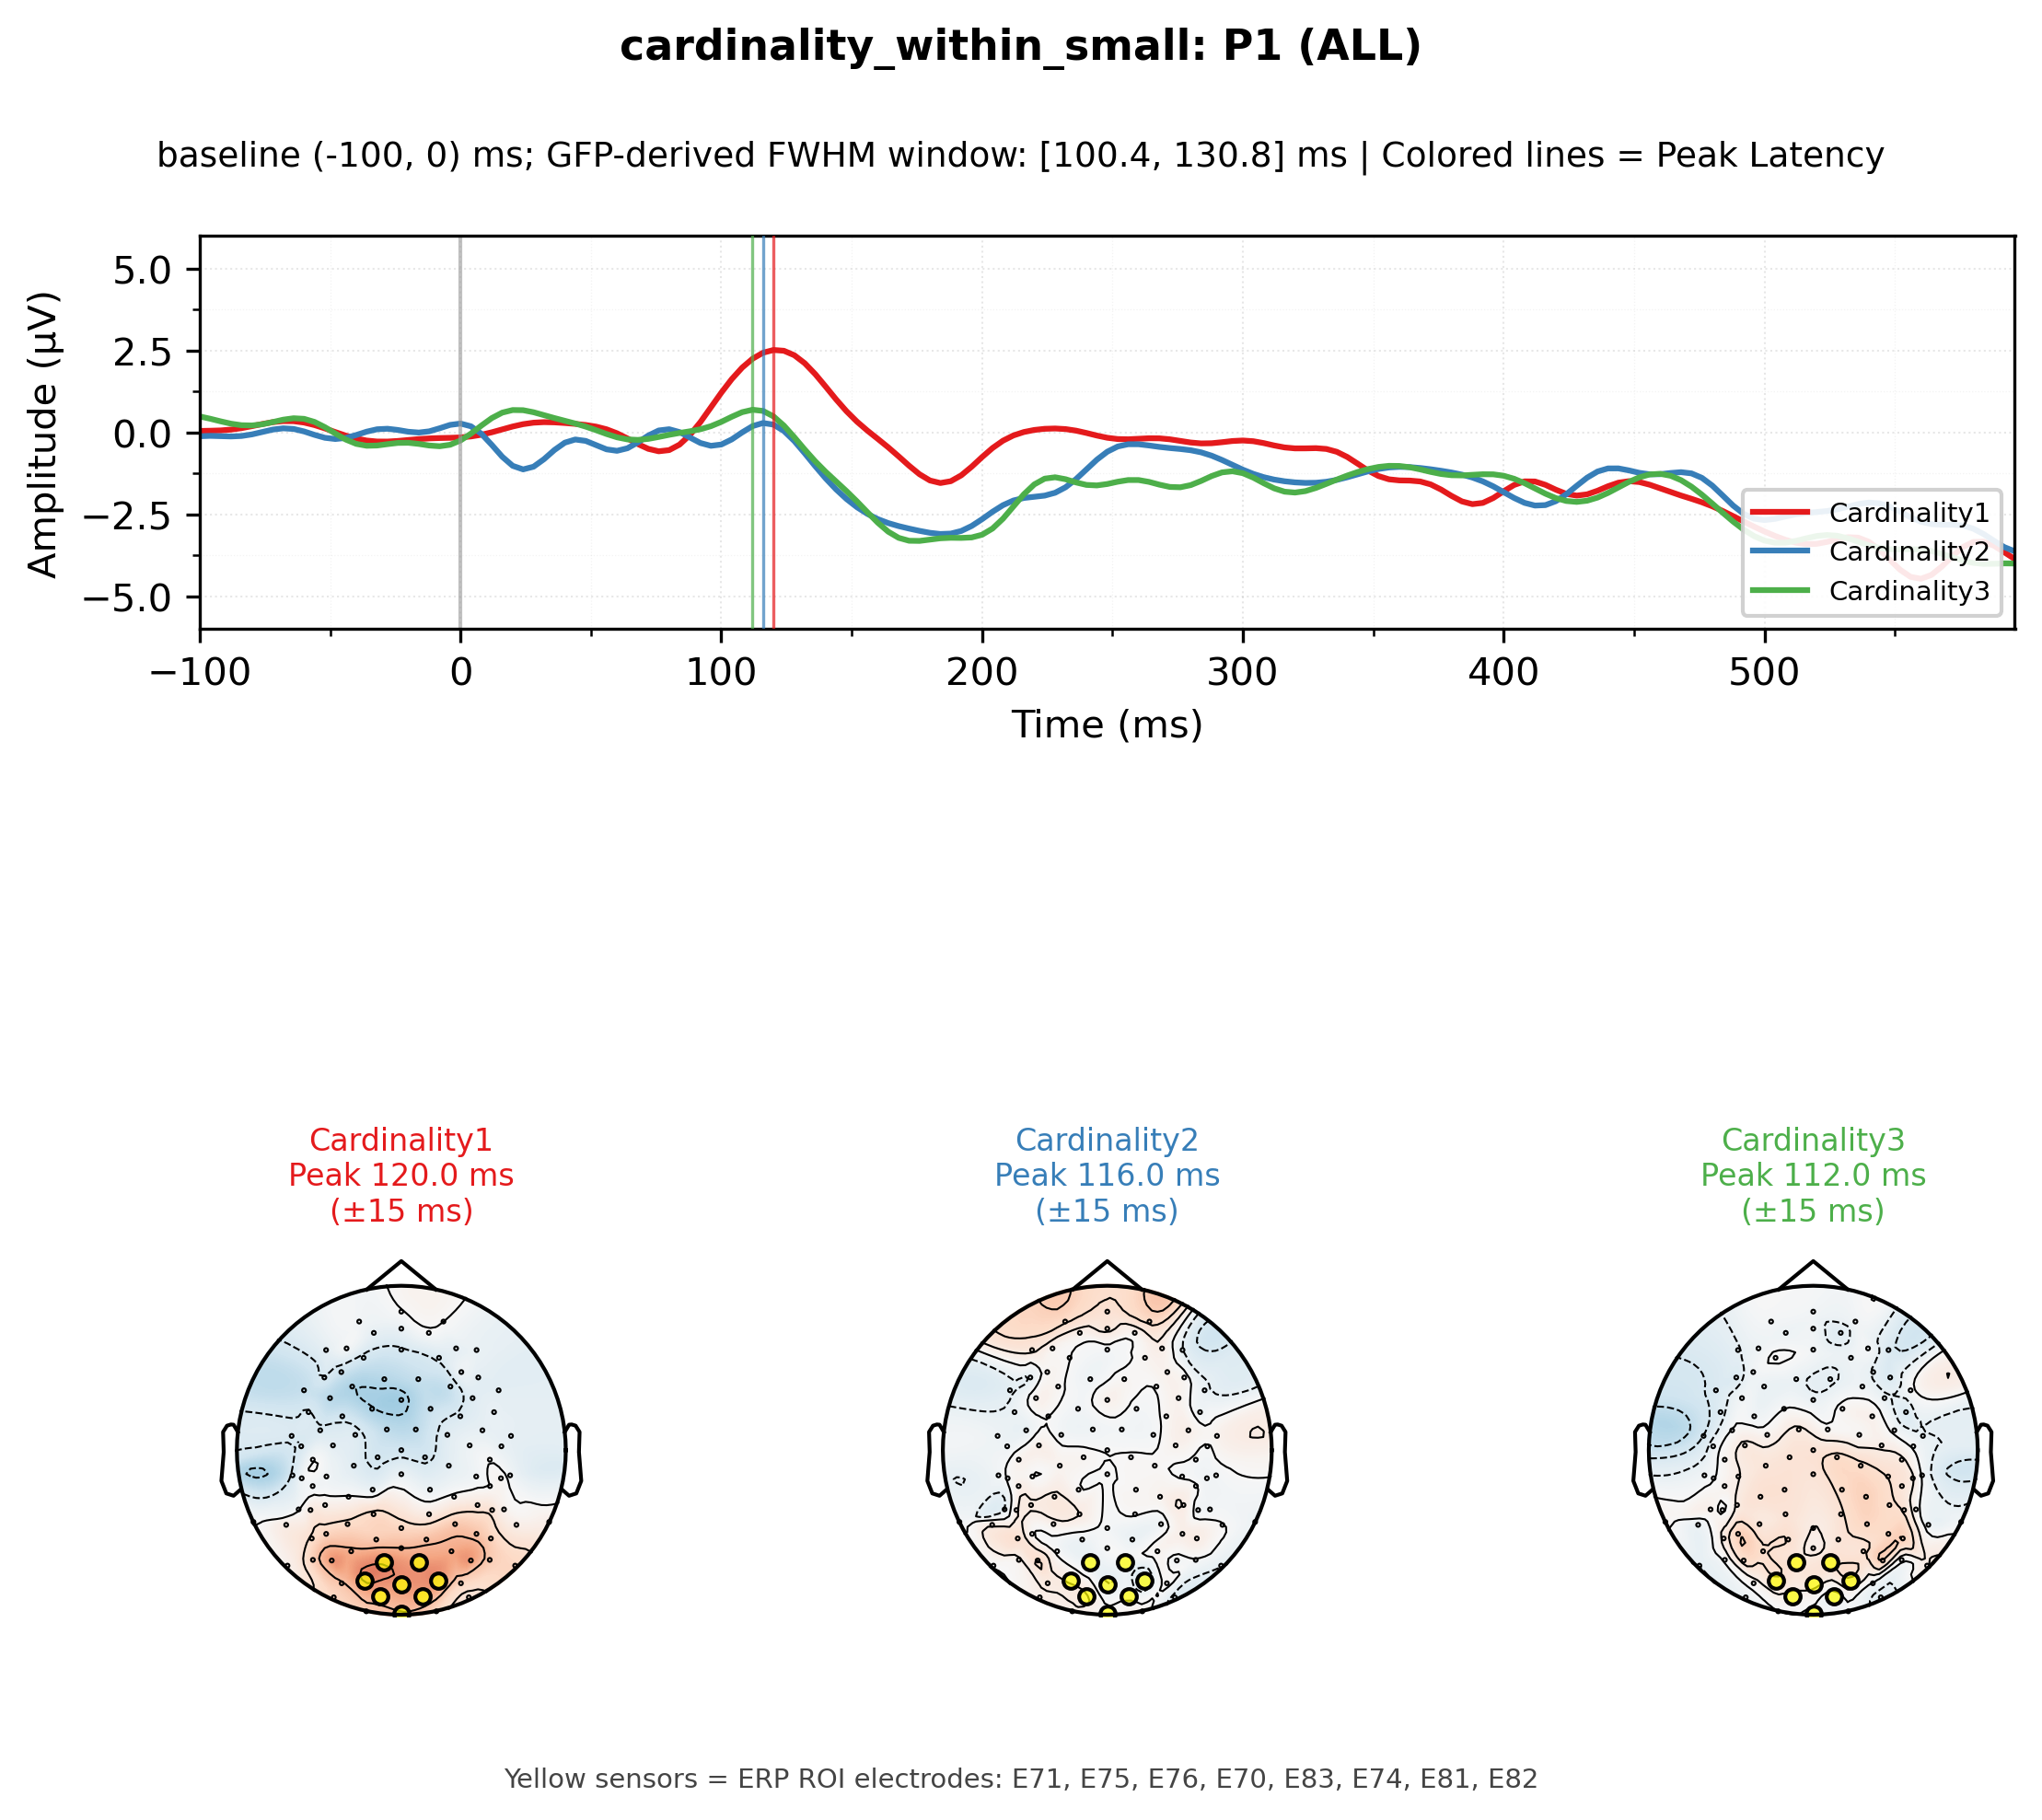 cardinality_within_small: P1 (ALL)
baseline (-100, 0) ms; GFP-derived FWHM window: [100.4, 130.8] ms | Colored lines = Peak Latency
5.0
2.5
0.0
−2.5
−5.0
Amplitude (µV)
Cardinality1
Cardinality2
Cardinality3
−100 0 100 200 300 400 500
Time (ms)
Cardinality1
Peak 120.0 ms
(±15 ms)
Cardinality2
Peak 116.0 ms
(±15 ms)
Cardinality3
Peak 112.0 ms
(±15 ms)
Yellow sensors = ERP ROI electrodes: E71, E75, E76, E70, E83, E74, E81, E82